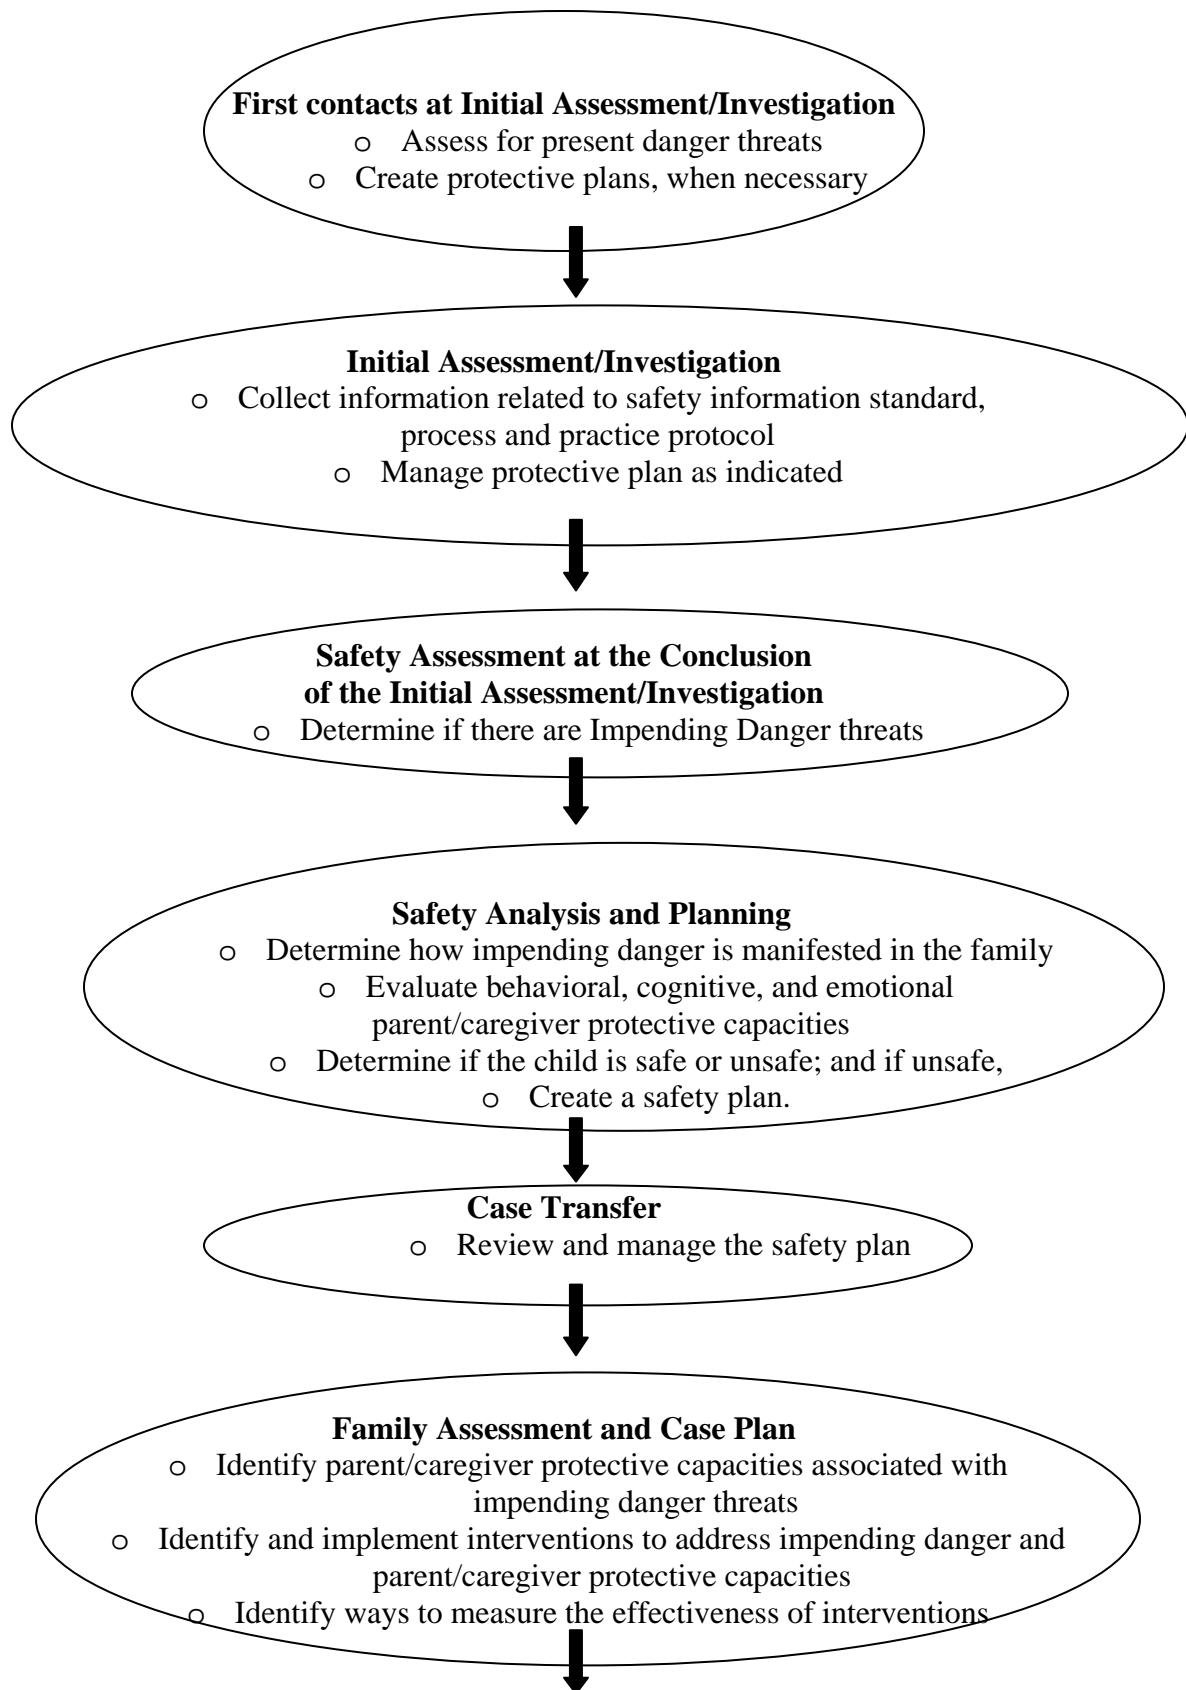 First contacts at Initial Assessment/Investigation
o Assess for present danger threats
o Create protective plans, when necessary
Initial Assessment/Investigation
o Collect information related to safety information standard,
process and practice protocol
o Manage protective plan as indicated
Safety Assessment at the Conclusion
of the Initial Assessment/Investigation
o Determine if there are Impending Danger threats
Safety Analysis and Planning
o Determine how impending danger is manifested in the family
o Evaluate behavioral, cognitive, and emotional
parent/caregiver protective capacities
o Determine if the child is safe or unsafe; and if unsafe,
o Create a safety plan.
Case Transfer
o Review and manage the safety plan
Family Assessment and Case Plan
o Identify parent/caregiver protective capacities associated with
impending danger threats
o Identify and implement interventions to address impending danger and
parent/caregiver protective capacities
o Identify ways to measure the effectiveness of interventions